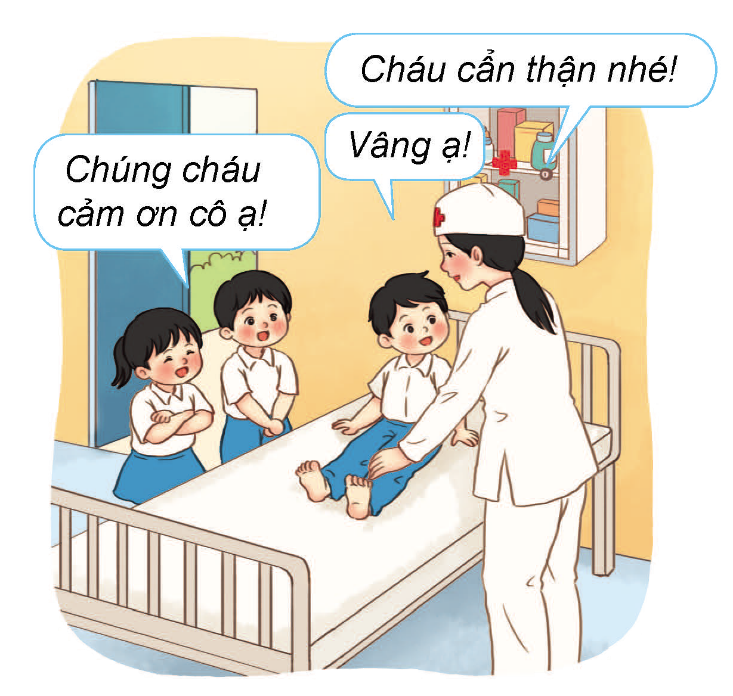 Cháu cẩn thận nhé!
Vâng ạ!
Chúng cháu
cảm ơn cô ạ!